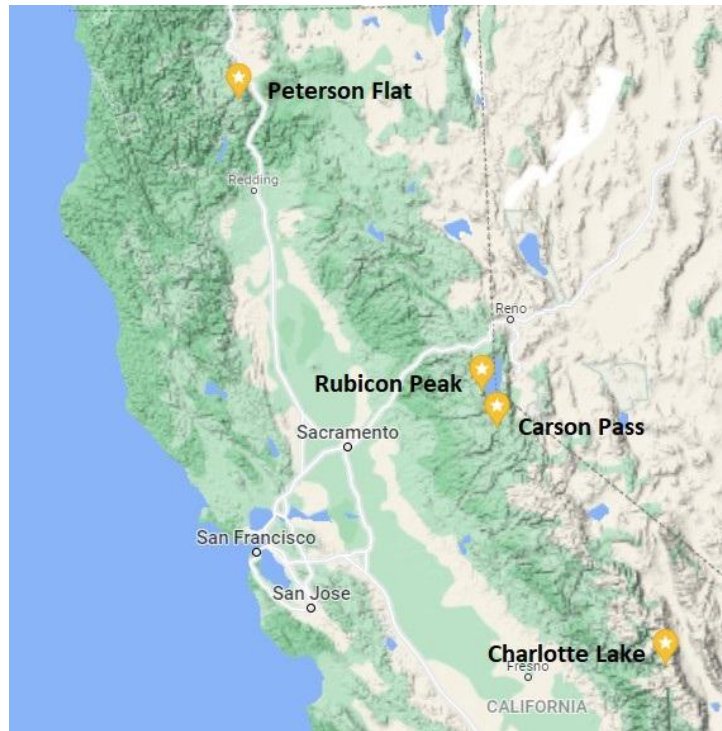 Peterson Flat
Redding
Reno
Rubicon Peak
Carson Pass
Sacramento
San Francisco
San Jose
Charlotte Lake
Fresno
CALIFORNIA